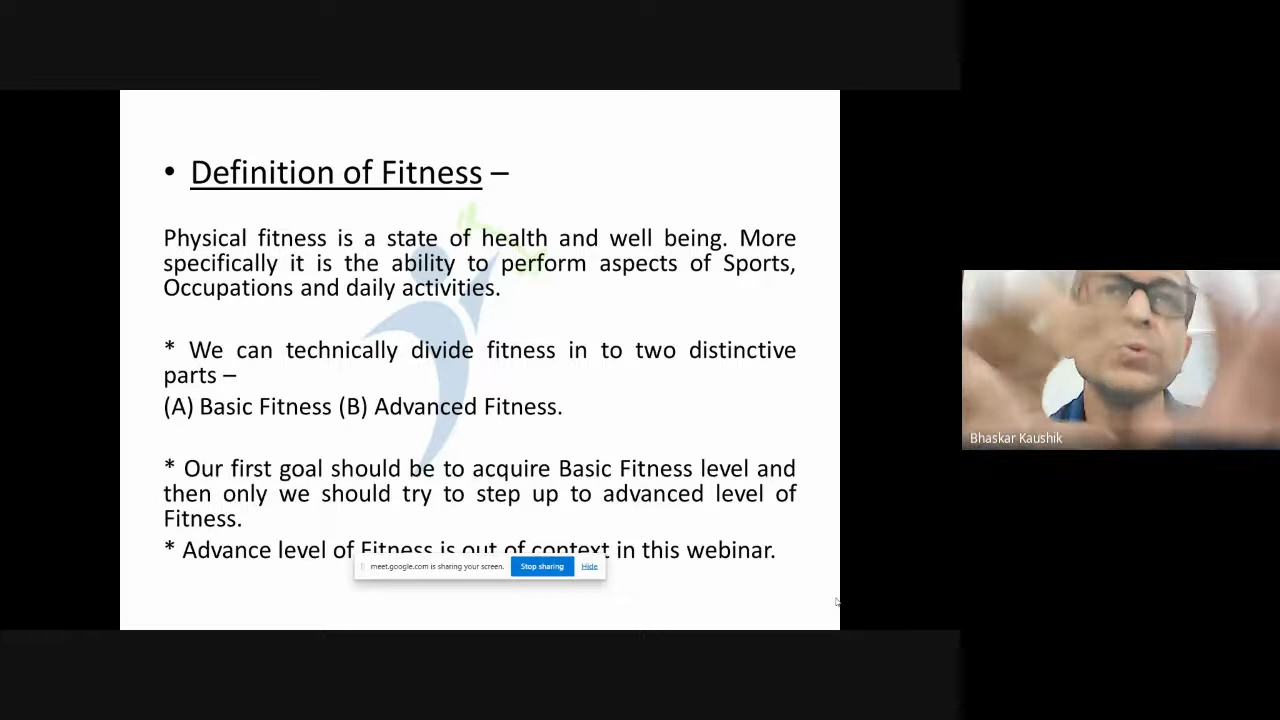 • Definition of Fitness –
Physical fitness is a state of health and well being. More
specifically it is the ability to perform aspects of Sports,
Occupations and daily activities.
* We can technically divide fitness in to two distinctive
parts –
(A) Basic Fitness (B) Advanced Fitness.
* Our first goal should be to acquire Basic Fitness level and
then only we should try to step up to advanced level of
Fitness.
* Advance level of Fitness is out of context in this webinar.
meet.google.com is sharing your screen. Stop sharing Hide
Bhaskar Kaushik